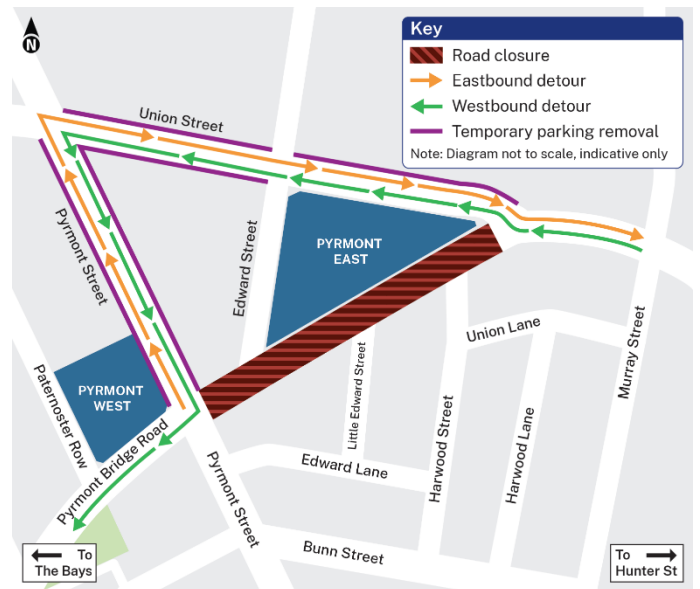 N
Key
Road closure
Eastbound detour
Westbound detour
Temporary parking removal
Note: Diagram not to scale, indicative only
Union Street
Pyrmont Street
Edward Street
PYRMONT
EAST
Union Lane
Murray Street
Little Edward Street
Harwood Street
Harwood Lane
PYRMONT
WEST
Paternoster Row
Pyrmont Bridge Road
Pyrmont Street
Edward Lane
Bunn Street
To
The Bays
To
Hunter St